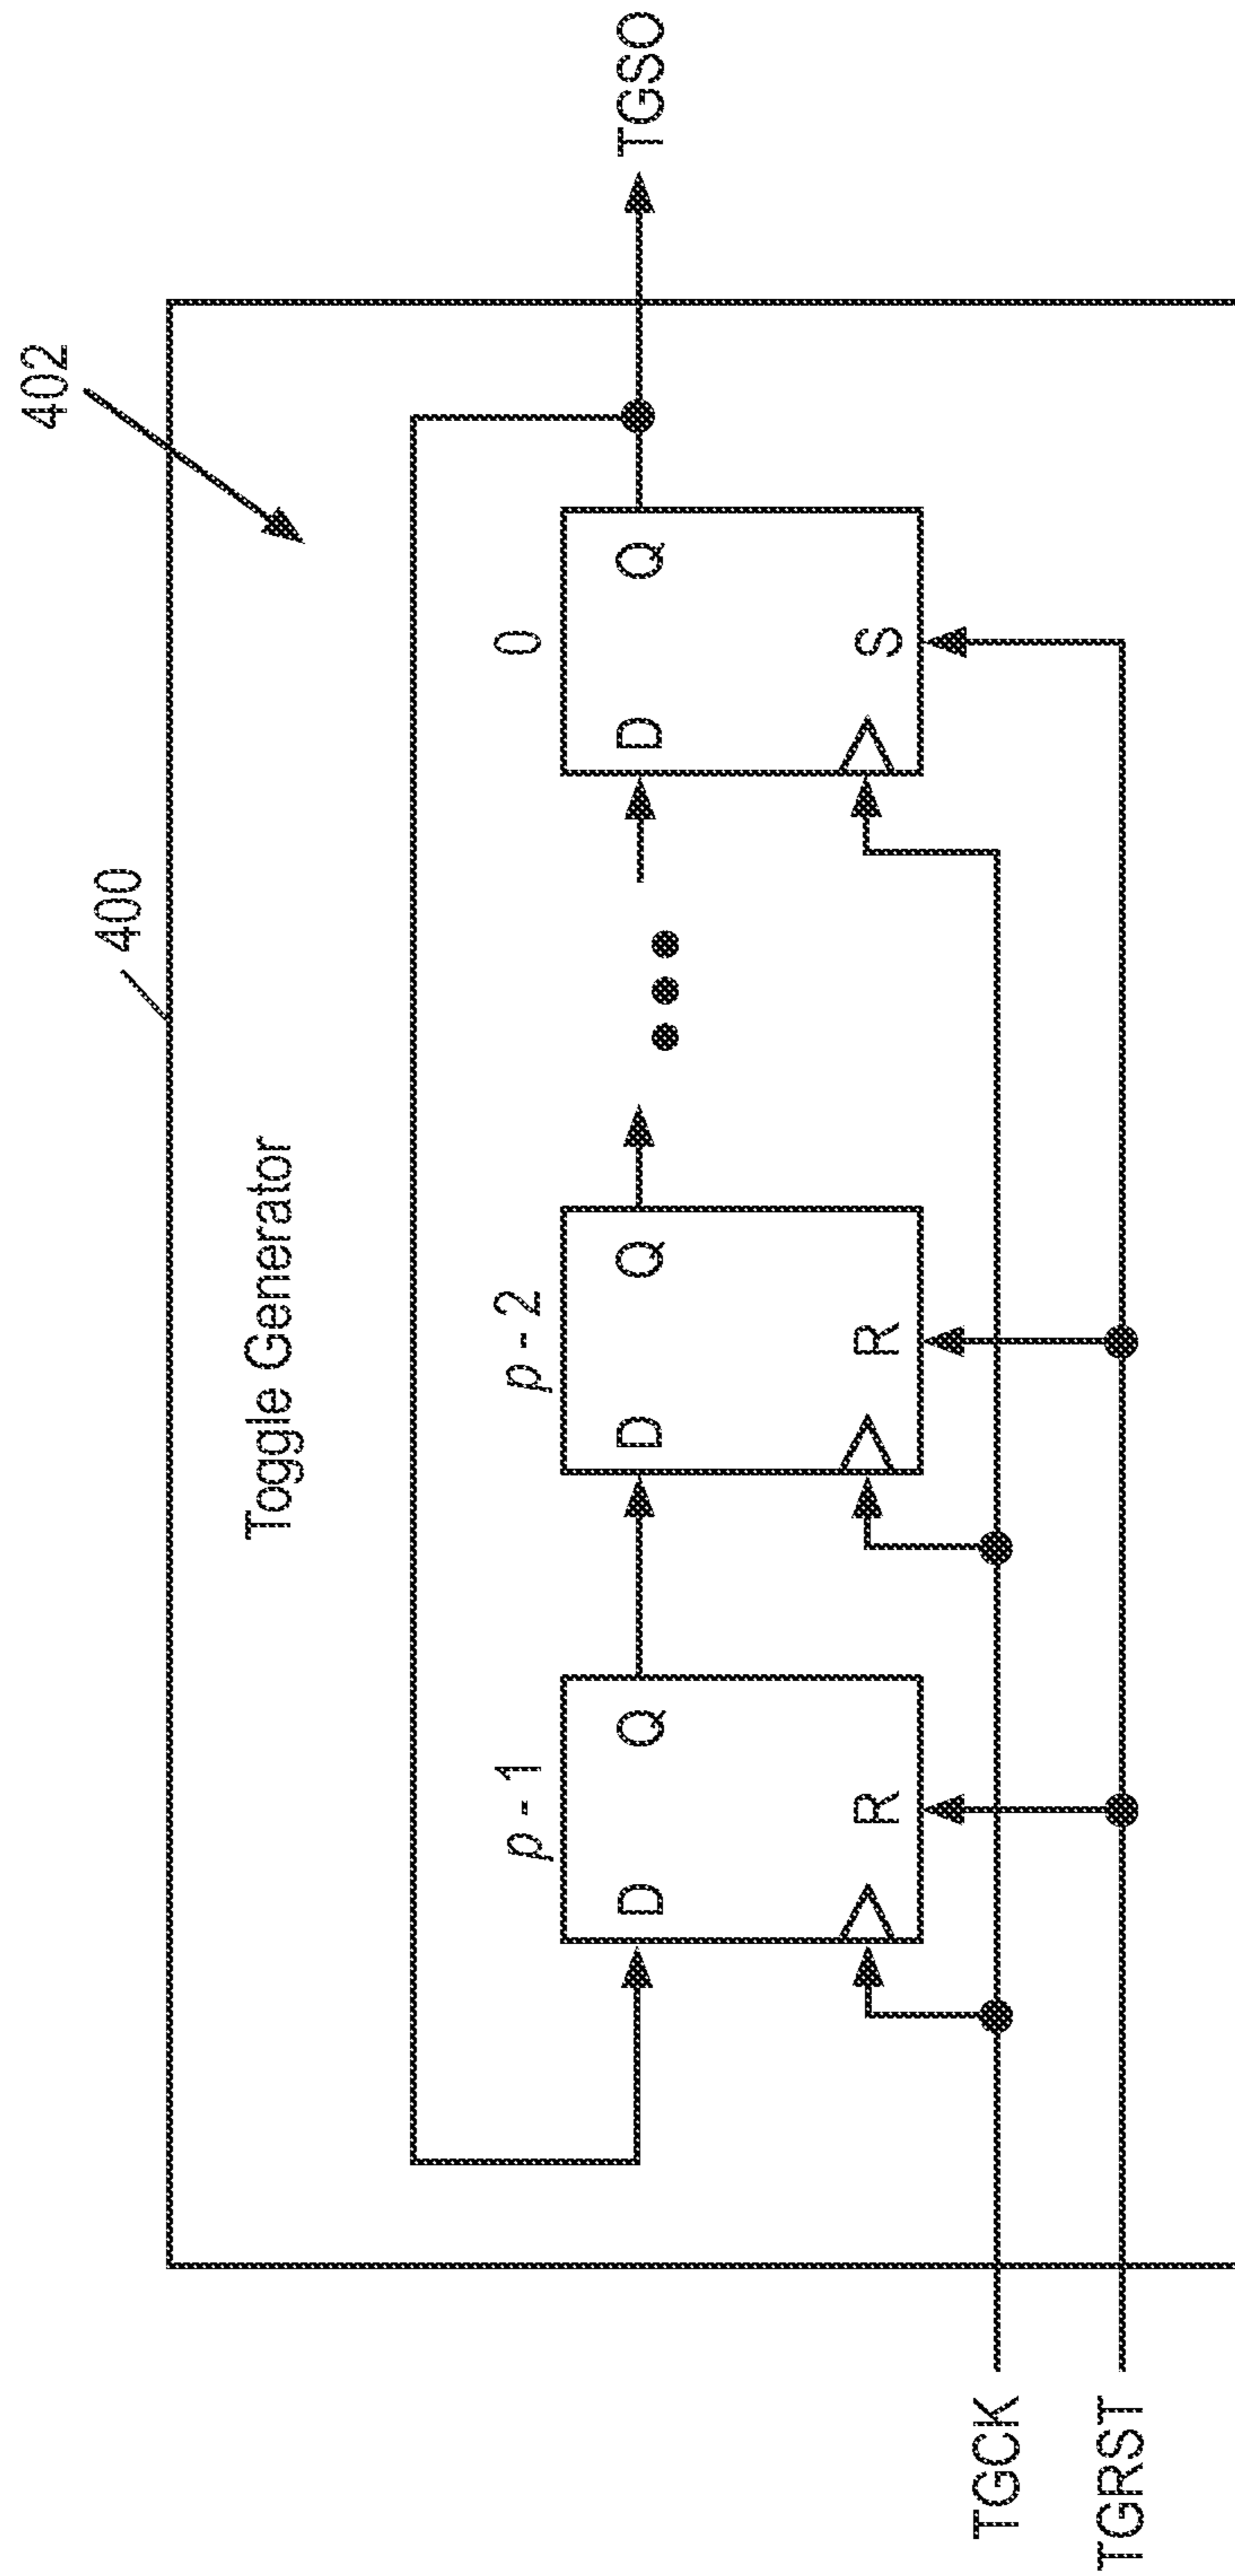 402
400
Toggle Generator
p - 1
p - 2
0
D Q
D Q
D Q
TGSO
R
R
S
TGCK
TGRST